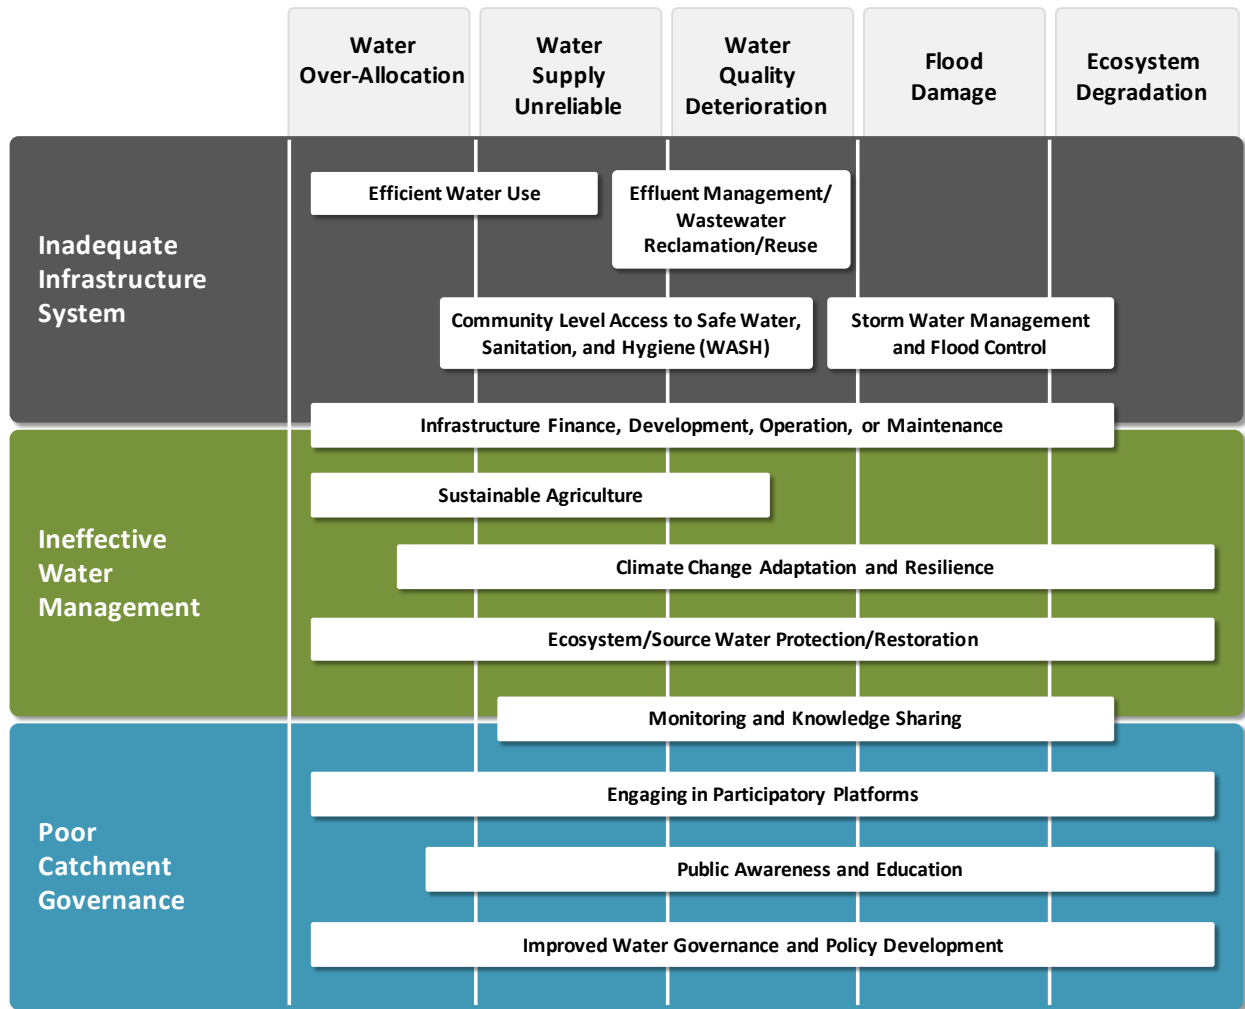 Water
Over-Allocation
Water
Supply
Unreliable
Water
Quality
Deterioration
Flood
Damage
Ecosystem
Degradation
Inadequate
Infrastructure
System
Efficient Water Use
Effluent Management/
Wastewater
Reclamation/Reuse
Community Level Access to Safe Water,
Sanitation, and Hygiene (WASH)
Storm Water Management
and Flood Control
Infrastructure Finance, Development, Operation, or Maintenance
Ineffective
Water
Management
Sustainable Agriculture
Climate Change Adaptation and Resilience
Ecosystem/Source Water Protection/Restoration
Monitoring and Knowledge Sharing
Poor
Catchment
Governance
Engaging in Participatory Platforms
Public Awareness and Education
Improved Water Governance and Policy Development